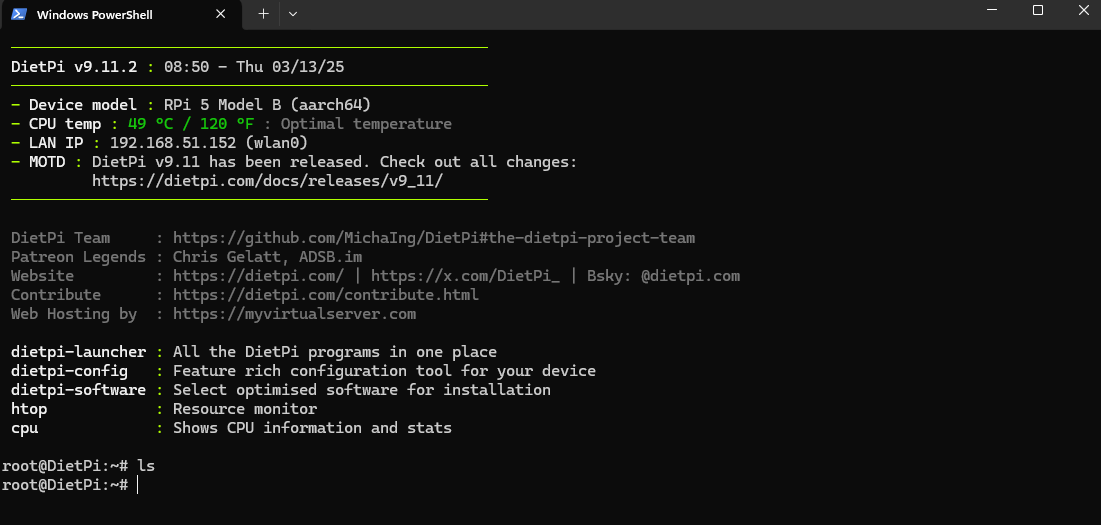 Windows PowerShell
DietPi v9.11.2 : 08:50 - Thu 03/13/25
- Device model : RPi 5 Model B (aarch64)
- CPU temp : 49 °C / 120 °F : Optimal temperature
- LAN IP : 192.168.51.152 (wlan0)
- MOTD : DietPi v9.11 has been released. Check out all changes:
https://dietpi.com/docs/releases/v9_11/
DietPi Team : https://github.com/MichaIng/DietPi#the-dietpi-project-team
Patreon Legends : Chris Gelatt, ADSB.im
Website : https://dietpi.com/ | https://x.com/DietPi_ | Bsky: @dietpi.com
Contribute : https://dietpi.com/contribute.html
Web Hosting by : https://myvirtualserver.com
dietpi-launcher : All the DietPi programs in one place
dietpi-config : Feature rich configuration tool for your device
dietpi-software : Select optimised software for installation
htop : Resource monitor
cpu : Shows CPU information and stats
root@DietPi:~# ls
root@DietPi:~#